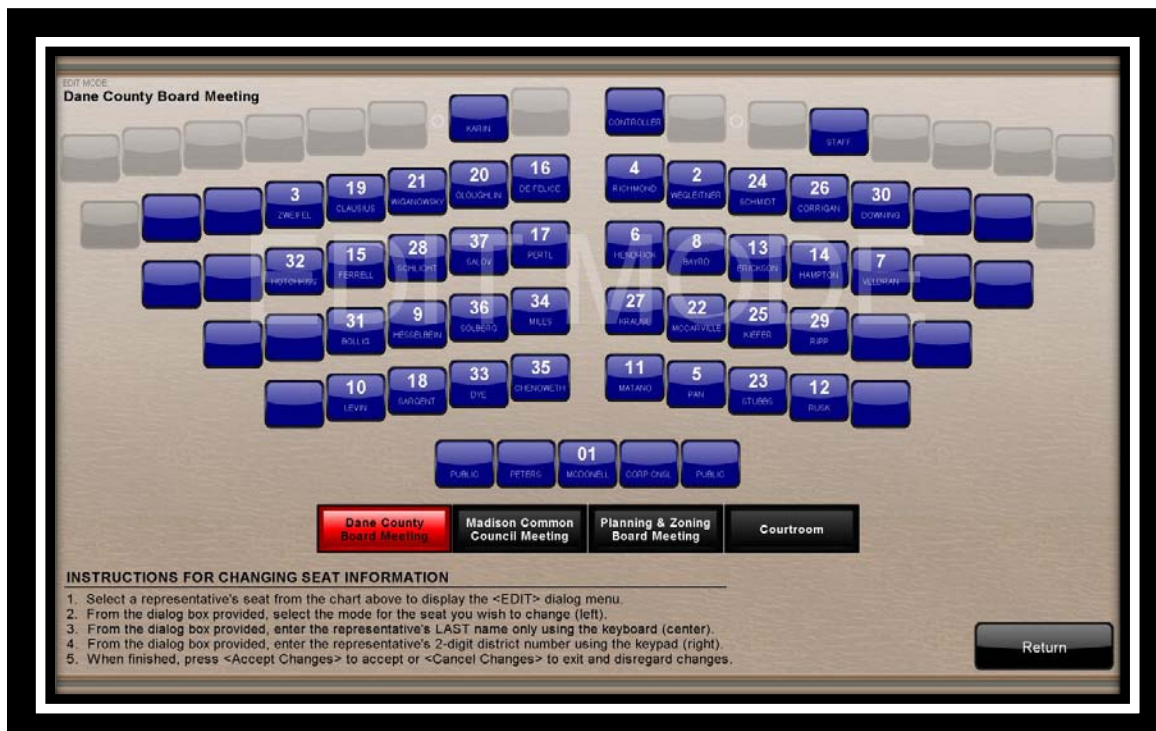 EDIT MODE:
Dane County Board Meeting
KARIN
CONTROLLER
STAFF
3 19 21 20 16 4 2 24 26 30
ZWEIFEL CLAUSIUS WIGANOWSKY OLOUGHLIN DE FELICE RICHMOND WEGLEITNER SCHMIDT CORRIGAN DOWNING
32 15 28 37 17 6 8 13 14 7
HOTCHKISS FERRELL SCHLICHT SALOV PERTL HENDRICK BAYRD ERICKSON HAMPTON VELDRAN
EDIT MODE
31 9 36 34 27 22 25 29
BOLLIG HESSELBEIN SOLBERG MILES KRAUSE MCCARVILLE KIEFER RIPP
10 18 33 35 11 5 23 12
LEVIN SARGENT DYE CHENOWETH MATANO PAN STUBBS RUSK
01
PUBLIC PETERS MCDONELL CORP CNSL PUBLIC
Dane County Board Meeting
Madison Common Council Meeting
Planning & Zoning Board Meeting
Courtroom
INSTRUCTIONS FOR CHANGING SEAT INFORMATION
1. Select a representative's seat from the chart above to display the <EDIT> dialog menu.
2. From the dialog box provided, select the mode for the seat you wish to change (left).
3. From the dialog box provided, enter the representative's LAST name only using the keyboard (center).
4. From the dialog box provided, enter the representative's 2-digit district number using the keypad (right).
5. When finished, press <Accept Changes> to accept or <Cancel Changes> to exit and disregard changes.
Return